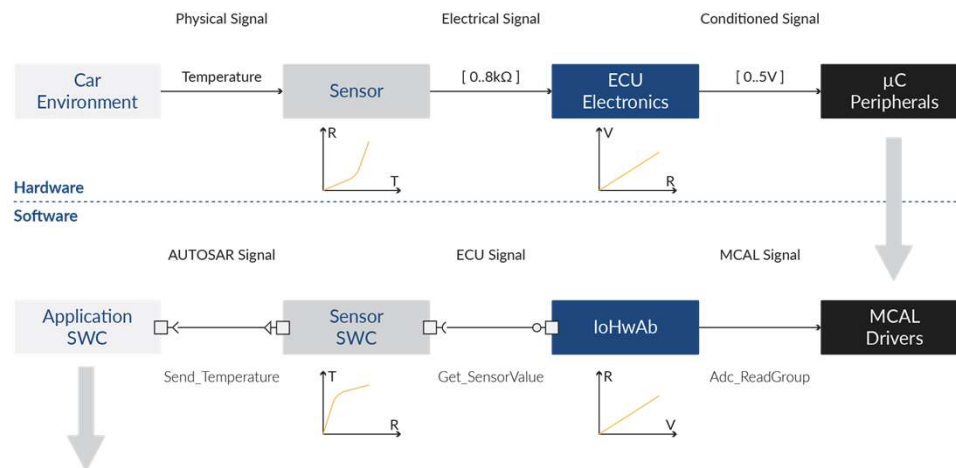 Physical Signal
Electrical Signal
Conditioned Signal
Car
Environment
Temperature
Sensor
[ 0..8kΩ ]
ECU
Electronics
[ 0..5V ]
µC
Peripherals
R
T
V
R
Hardware
Software
AUTOSAR Signal
ECU Signal
MCAL Signal
Application
SWC
Sensor
SWC
IoHwAb
MCAL
Drivers
Send_Temperature
Get_SensorValue
Adc_ReadGroup
T
R
R
V